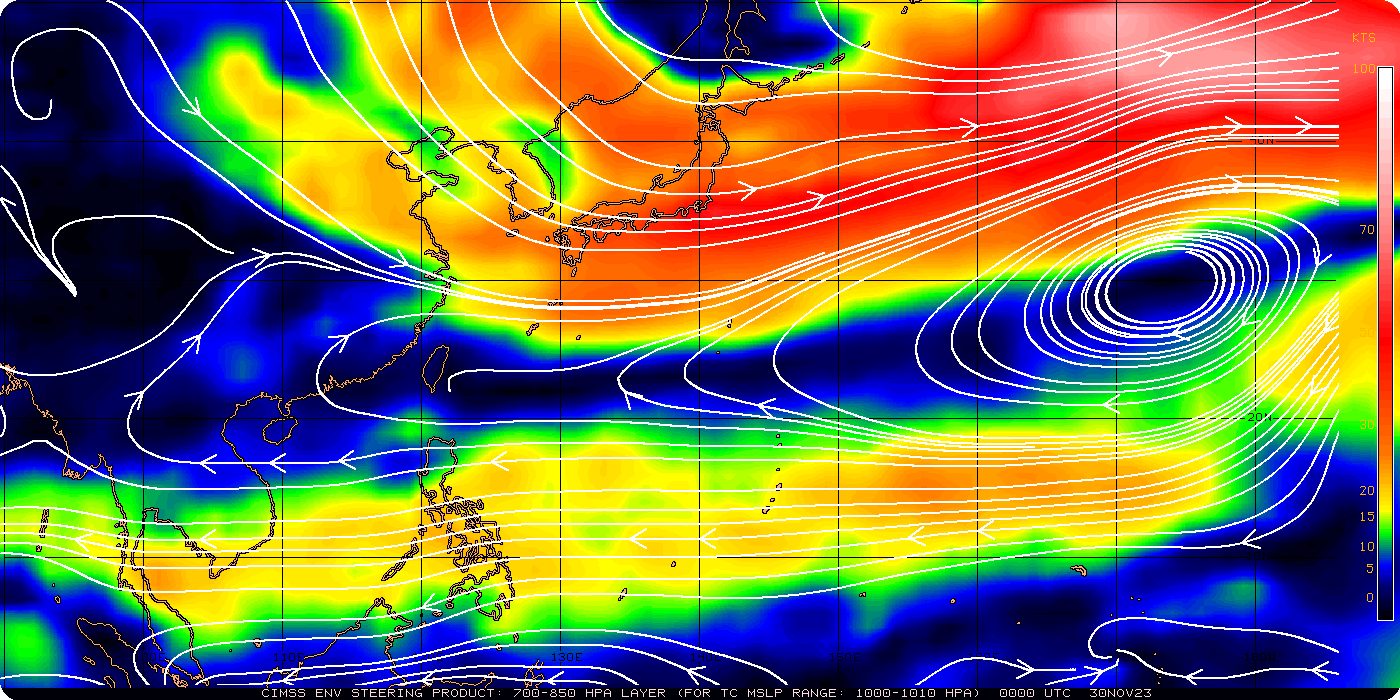 KTS
100
70
30
20
15
10
5
0
20N
130E
CIMSS ENV STEERING PRODUCT: 700-850 HPA LAYER (FOR TC MSLP RANGE: 1000-1010 HPA) 0000 UTC 30NOV23